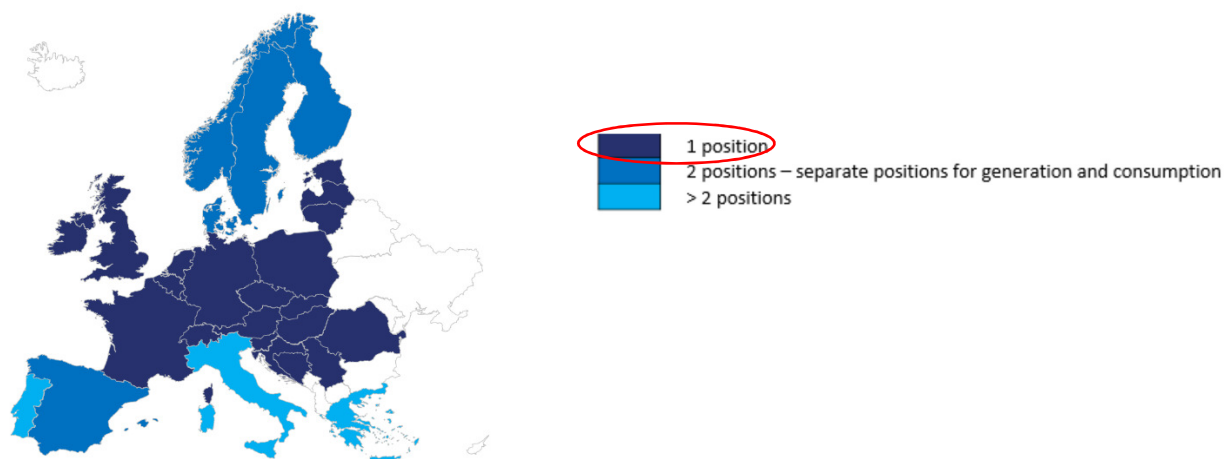 1 position
2 positions – separate positions for generation and consumption
> 2 positions